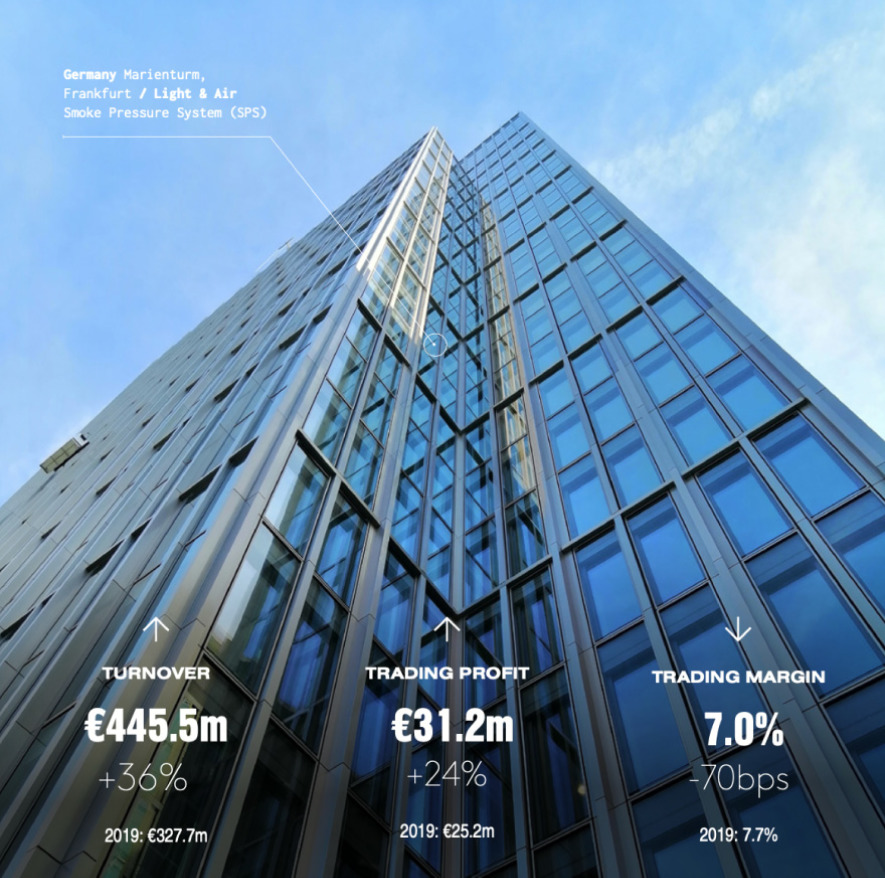 Germany Marienturm,
Frankfurt / Light & Air
Smoke Pressure System (SPS)
TURNOVER
€445.5m
+36%
2019: €327.7m
TRADING PROFIT
€31.2m
+24%
2019: €25.2m
TRADING MARGIN
7.0%
-70bps
2019: 7.7%